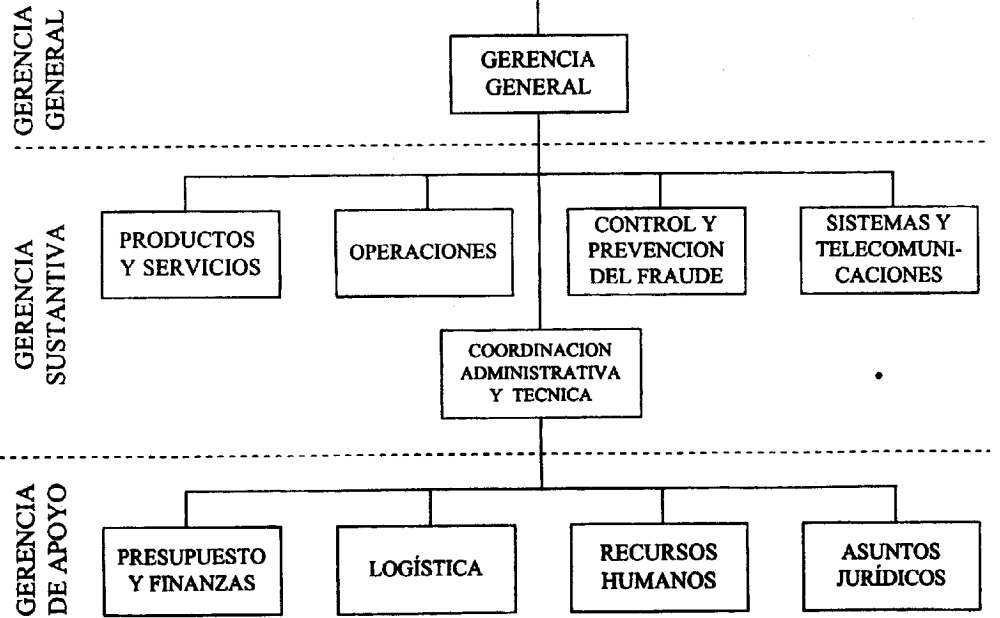 GERENCIA
GENERAL
GERENCIA
GENERAL
GERENCIA
SUSTANTIVA
PRODUCTOS
Y SERVICIOS
OPERACIONES
CONTROL Y
PREVENCION
DEL FRAUDE
SISTEMAS Y
TELECOMUNI-
CACIONES
COORDINACION
ADMINISTRATIVA
Y TECNICA
GERENCIA
DE APOYO
PRESUPUESTO
Y FINANZAS
LOGÍSTICA
RECURSOS
HUMANOS
ASUNTOS
JURÍDICOS